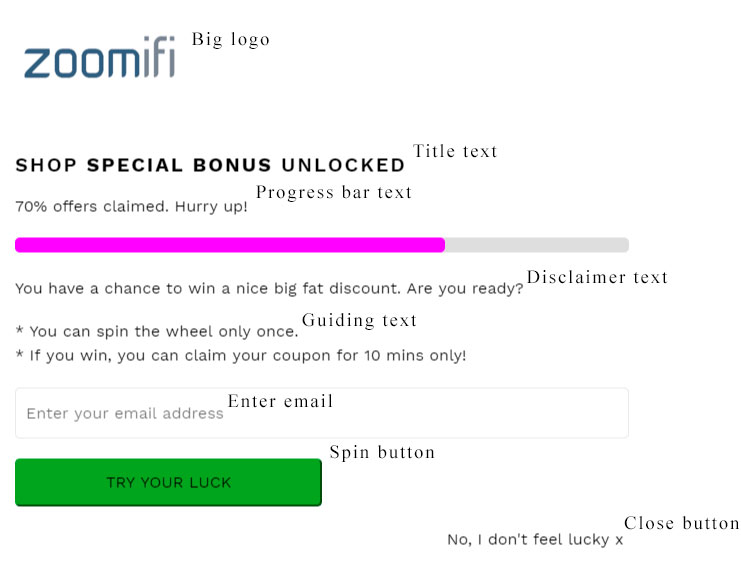 zoomifi Big logo
SHOP SPECIAL BONUS UNLOCKED Title text
Progress bar text
70% offers claimed. Hurry up!
Disclaimer text
You have a chance to win a nice big fat discount. Are you ready?
Guiding text
* You can spin the wheel only once.
* If you win, you can claim your coupon for 10 mins only!
Enter your email address Enter email
Spin button
TRY YOUR LUCK
Close button
No, I don't feel lucky x